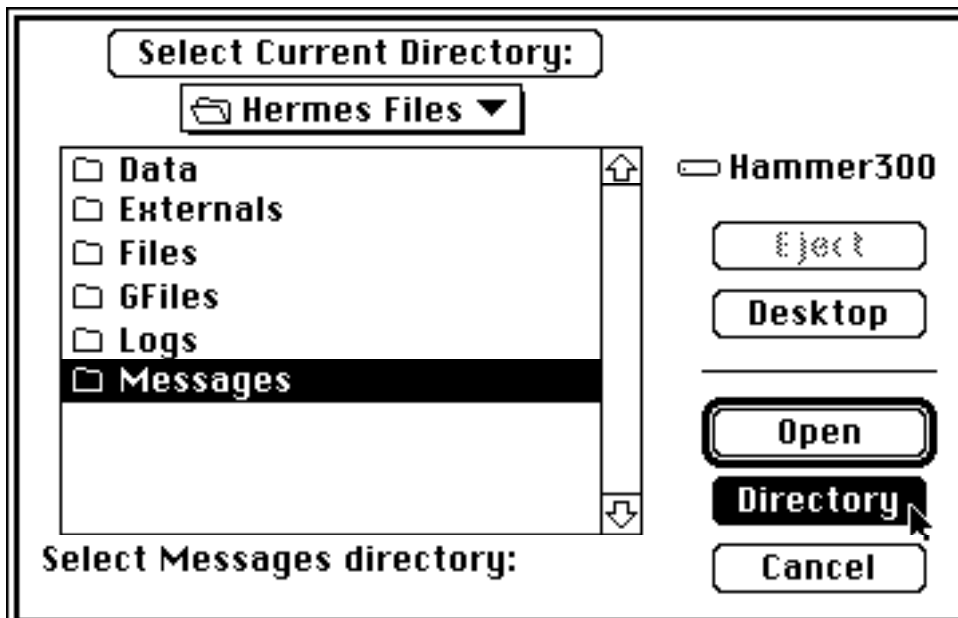 Select Current Directory:
Hermes Files
Data
Externals
Files
GFiles
Logs
Messages
Hammer300
Eject
Desktop
Open
Directory
Cancel
Select Messages directory: